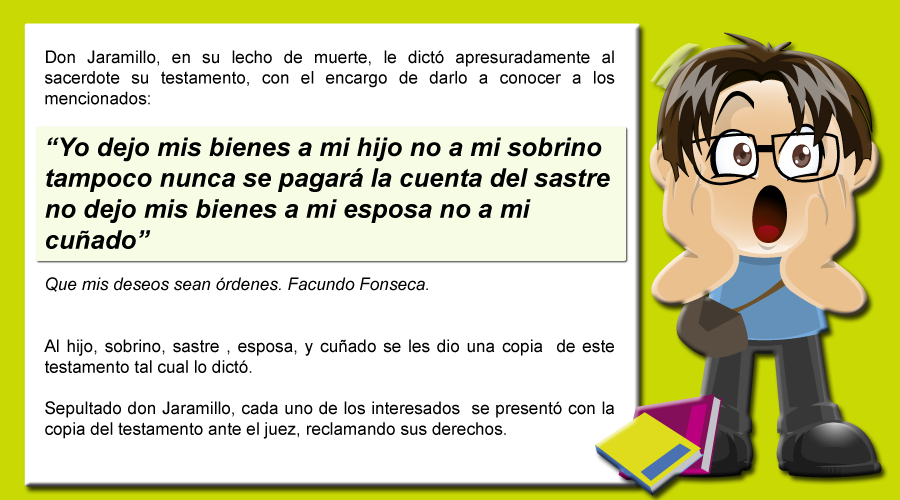 Don Jaramillo, en su lecho de muerte, le dictó apresuradamente al
sacerdote su testamento, con el encargo de darlo a conocer a los
mencionados:
“Yo dejo mis bienes a mi hijo no a mi sobrino
tampoco nunca se pagará la cuenta del sastre
no dejo mis bienes a mi esposa no a mi
cuñado”
Que mis deseos sean órdenes. Facundo Fonseca.
Al hijo, sobrino, sastre , esposa, y cuñado se les dio una copia de este
testamento tal cual lo dictó.
Sepultado don Jaramillo, cada uno de los interesados se presentó con la
copia del testamento ante el juez, reclamando sus derechos.